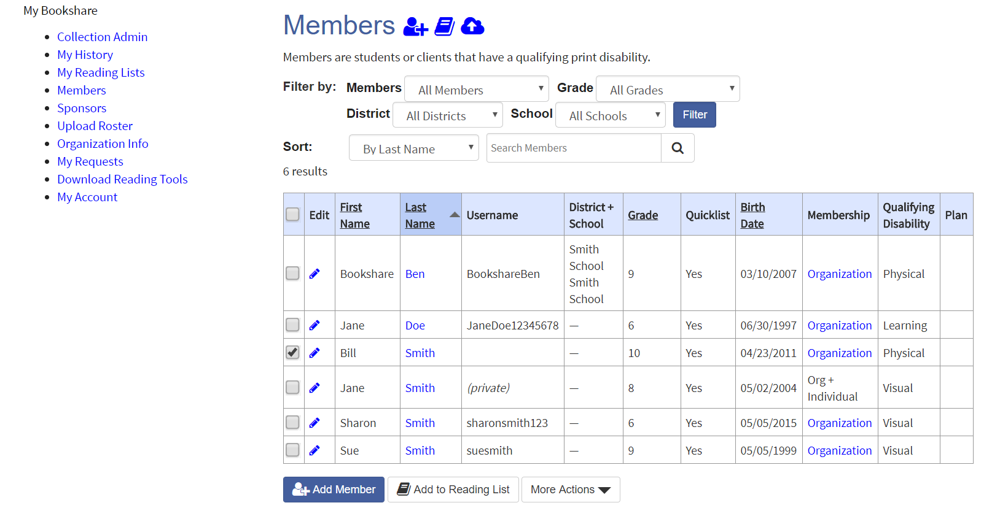 My Bookshare
Collection Admin
My History
My Reading Lists
Members
Sponsors
Upload Roster
Organization Info
My Requests
Download Reading Tools
My Account
Members
Members are students or clients that have a qualifying print disability.
Filter by: Members All Members Grade All Grades
District All Districts School All Schools Filter
Sort: By Last Name Search Members
6 results
Edit First Name Last Name Username District + School Grade Quicklist Birth Date Membership Qualifying Disability Plan
Bookshare Ben BookshareBen Smith School Smith School 9 Yes 03/10/2007 Organization Physical
Jane Doe JaneDoe12345678 — 6 Yes 06/30/1997 Organization Learning
Bill Smith — 10 Yes 04/23/2011 Organization Physical
Jane Smith (private) — 8 Yes 05/02/2004 Org + Individual Visual
Sharon Smith sharonsmith123 — 6 Yes 05/05/2015 Organization Visual
Sue Smith suesmith — 9 Yes 05/05/1999 Organization Visual
Add Member Add to Reading List More Actions